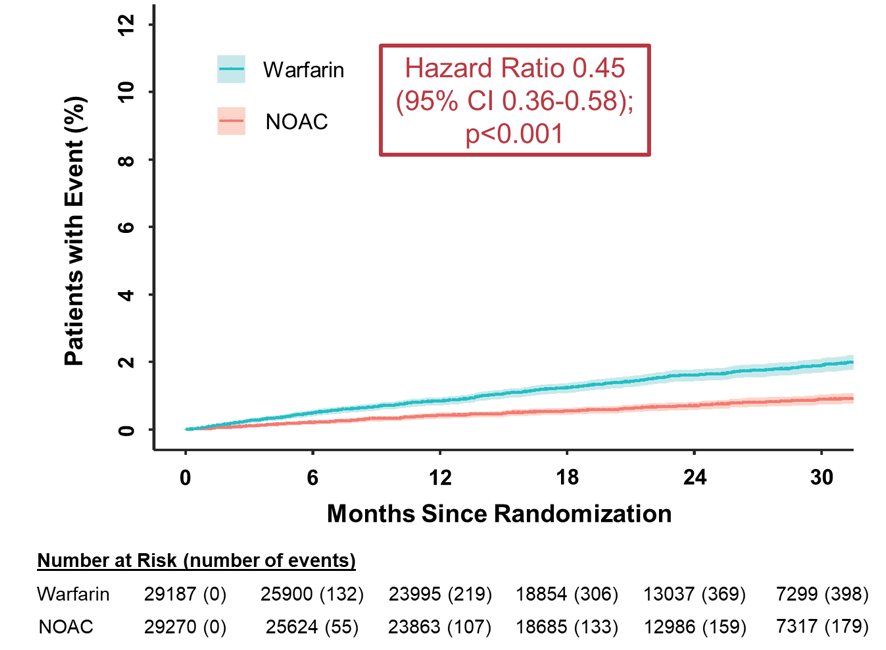 12
10
8
6
4
2
0
Patients with Event (%)
Warfarin
NOAC
Hazard Ratio 0.45
(95% CI 0.36-0.58);
p<0.001
0 6 12 18 24 30
Months Since Randomization
Number at Risk (number of events)
Warfarin 29187 (0) 25900 (132) 23995 (219) 18854 (306) 13037 (369) 7299 (398)
NOAC 29270 (0) 25624 (55) 23863 (107) 18685 (133) 12986 (159) 7317 (179)